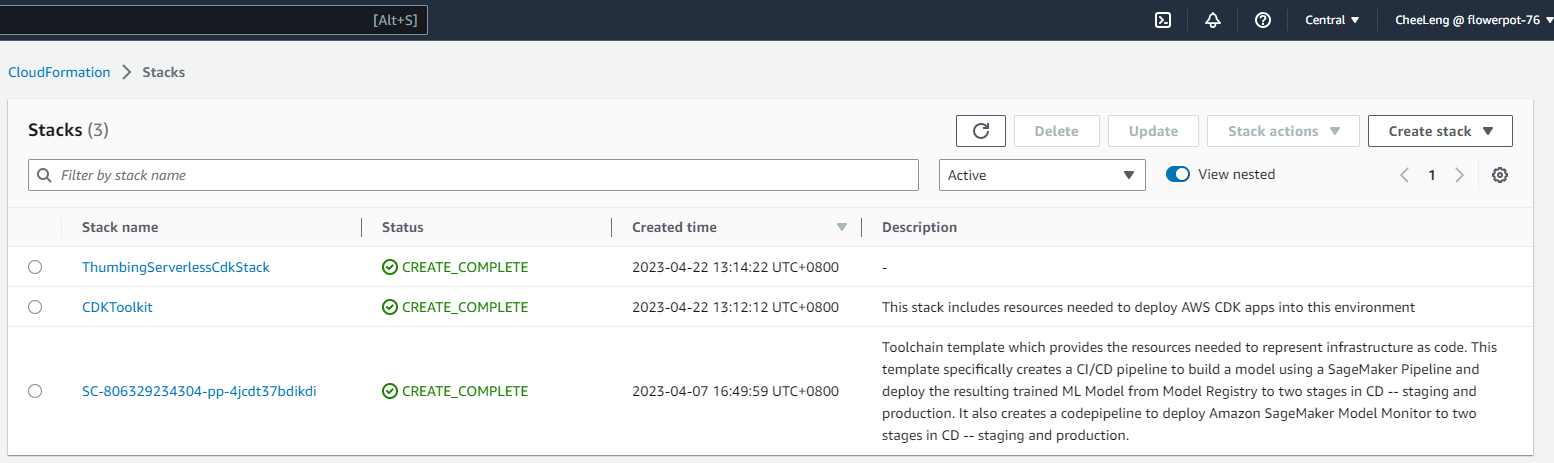 [Alt+S] Central CheeLeng @ flowerpot-76
CloudFormation Stacks
Stacks (3) Delete Update Stack actions Create stack
Filter by stack name Active View nested 1
Stack name Status Created time Description
ThumbingServerlessCdkStack CREATE_COMPLETE 2023-04-22 13:14:22 UTC+0800 -
CDKToolkit CREATE_COMPLETE 2023-04-22 13:12:12 UTC+0800 This stack includes resources needed to deploy AWS CDK apps into this environment
SC-806329234304-pp-4jcdt37bdikdi CREATE_COMPLETE 2023-04-07 16:49:59 UTC+0800
Toolchain template which provides the resources needed to represent infrastructure as code. This
template specifically creates a CI/CD pipeline to build a model using a SageMaker Pipeline and
deploy the resulting trained ML Model from Model Registry to two stages in CD -- staging and
production. It also creates a codepipeline to deploy Amazon SageMaker Model Monitor to two
stages in CD -- staging and production.